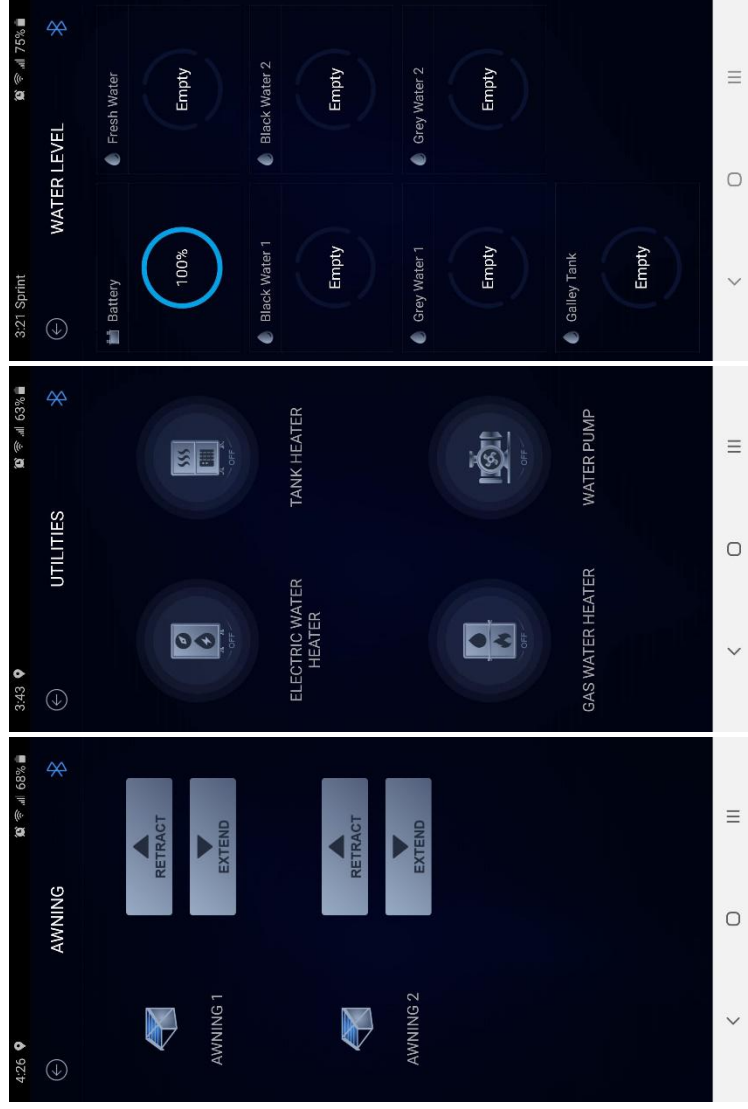 4:26
68%
AWNING
AWNING 1
RETRACT
EXTEND
AWNING 2
RETRACT
EXTEND
3:43
63%
UTILITIES
OFF
OFF
ELECTRIC WATER
HEATER
TANK HEATER
OFF
OFF
GAS WATER HEATER
WATER PUMP
3:21 Sprint
75%
WATER LEVEL
Battery
Fresh Water
100%
Empty
Black Water 1
Black Water 2
Empty
Empty
Grey Water 1
Grey Water 2
Empty
Empty
Galley Tank
Empty